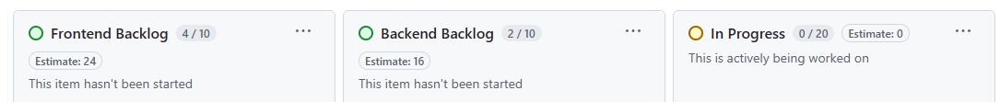 Frontend Backlog 4 / 10 ...
Estimate: 24
This item hasn't been started
Backend Backlog 2 / 10 ...
Estimate: 16
This item hasn't been started
In Progress 0 / 20 Estimate: 0 ...
This is actively being worked on